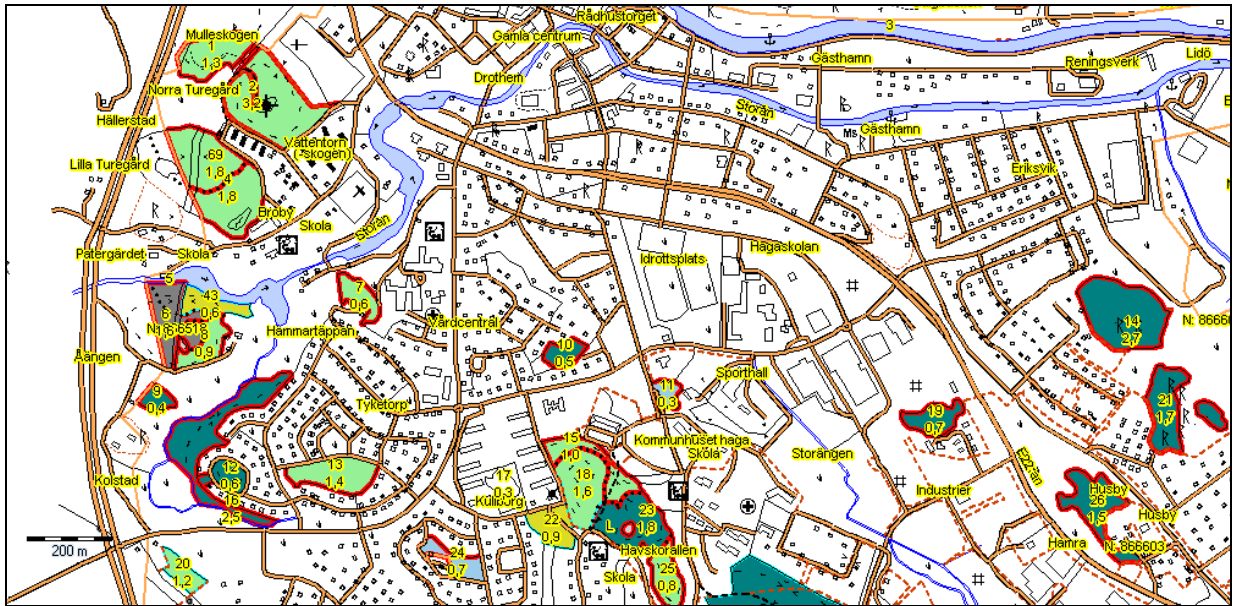 Rådhustorget
Mulleskogen
Gamla centrum
3
1
1,3
Gästhamn
Lidö
Reningsverk
Drothem
Norra Turegård
2
3,2
Storån
Hällerstad
Ms
Gästhamn
Vattentorn
(-skogen)
69
1,8
Lilla Turegård
4
1,8
Eriksvik
Broby
Skola
Storån
Hagaskolan
Patergärdet
Skola
Idrottsplats
5
7
0,6
43
0,6
6
8
0,9
14
2,7
Hammartäppan
Vårdcentral
Åängen
10
0,5
Sporthall
9
0,4
11
0,3
21
1,7
Tyketorp
19
0,7
15
1,0
Kommunhuset haga
Skola
12
0,6
13
1,4
18
1,6
17
0,3
Storängen
Kolstad
16
2,5
Kullborg
Industrier
Husby
26
1,5
Husby
22
0,9
23
1,8
L
200 m
24
0,7
Havskorallen
Hamra
N: 866603
20
1,2
Skola
25
0,8